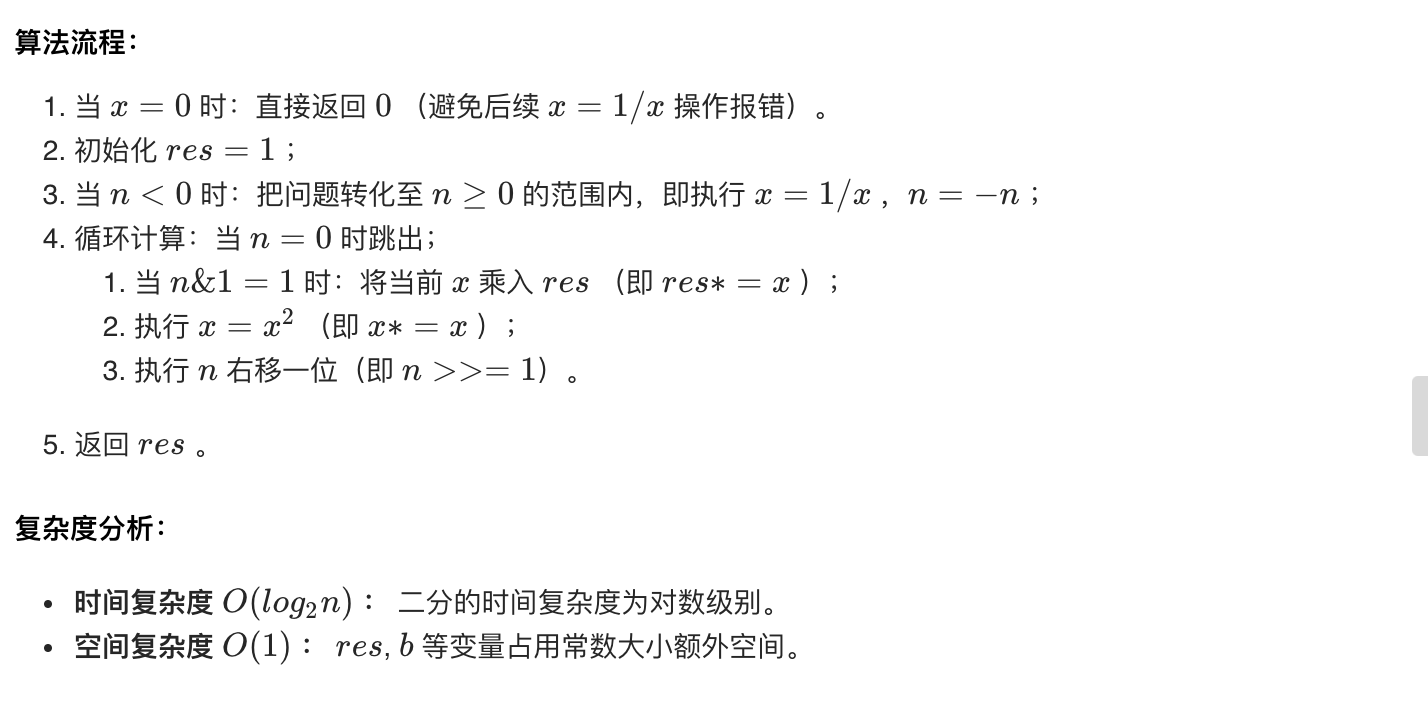 算法流程：
1. 当 x = 0 时：直接返回 0 （避免后续 x = 1/x 操作报错）。
2. 初始化 res = 1 ；
3. 当 n < 0 时：把问题转化至 n ≥ 0 的范围内，即执行 x = 1/x ，n = −n ；
4. 循环计算：当 n = 0 时跳出；
1. 当 n&1 = 1 时：将当前 x 乘入 res （即 res∗ = x ）；
2. 执行 x = x² （即 x∗ = x ）；
3. 执行 n 右移一位（即 n >>= 1）。
5. 返回 res 。
复杂度分析：
• 时间复杂度 O(log₂n) ： 二分的时间复杂度为对数级别。
• 空间复杂度 O(1) ： res, b 等变量占用常数大小额外空间。